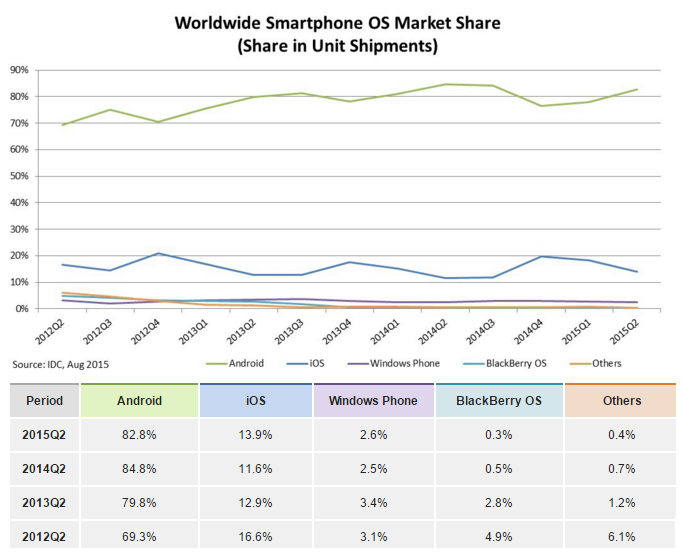 Worldwide Smartphone OS Market Share
(Share in Unit Shipments)
90%
80%
70%
60%
50%
40%
30%
20%
10%
0%
2012Q2 2012Q3 2012Q4 2013Q1 2013Q2 2013Q3 2013Q4 2014Q1 2014Q2 2014Q3 2014Q4 2015Q1 2015Q2
Source: IDC, Aug 2015 Android iOS Windows Phone BlackBerry OS Others
Period Android iOS Windows Phone BlackBerry OS Others
2015Q2 82.8% 13.9% 2.6% 0.3% 0.4%
2014Q2 84.8% 11.6% 2.5% 0.5% 0.7%
2013Q2 79.8% 12.9% 3.4% 2.8% 1.2%
2012Q2 69.3% 16.6% 3.1% 4.9% 6.1%